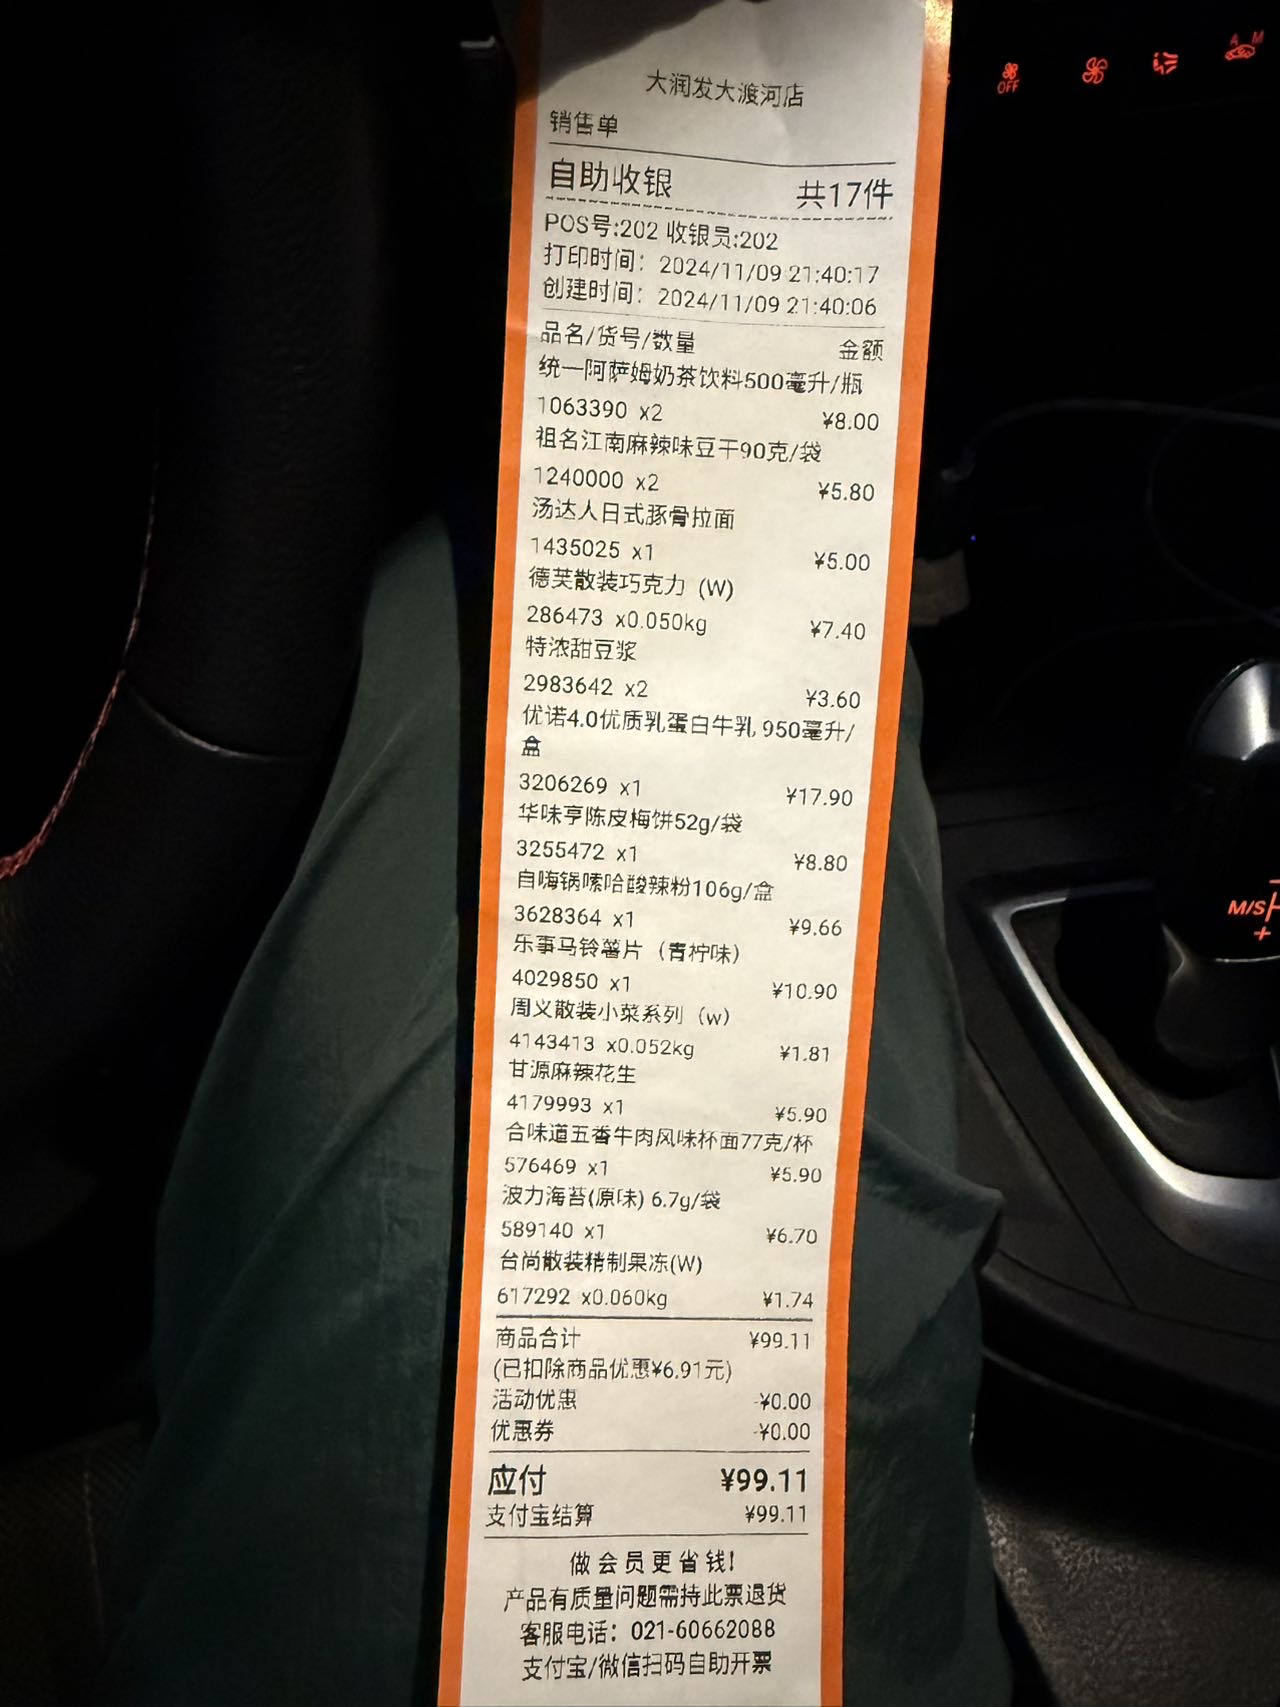 大润发大渡河店
销售单
自助收银 共17件
POS号:202 收银员:202
打印时间: 2024/11/09 21:40:17
创建时间: 2024/11/09 21:40:06
品名/货号/数量 金额
统一阿萨姆奶茶饮料500毫升/瓶
1063390 x2 ¥8.00
祖名江南麻辣味豆干90克/袋
1240000 x2 ¥5.80
汤达人日式豚骨拉面
1435025 x1 ¥5.00
德芙散装巧克力 (W)
286473 x0.050kg ¥7.40
特浓甜豆浆
2983642 x2 ¥3.60
优诺4.0优质乳蛋白牛乳 950毫升/
盒
3206269 x1 ¥17.90
华味亨陈皮梅饼52g/袋
3255472 x1 ¥8.80
自嗨锅嗦哈酸辣粉106g/盒
3628364 x1 ¥9.66
乐事马铃薯片 (青柠味)
4029850 x1 ¥10.90
周义散装小菜系列 (w)
4143413 x0.052kg ¥1.81
甘源麻辣花生
4179993 x1 ¥5.90
合味道五香牛肉风味杯面77克/杯
576469 x1 ¥5.90
波力海苔(原味) 6.7g/袋
589140 x1 ¥6.70
台尚散装精制果冻(W)
617292 x0.060kg ¥1.74
商品合计 ¥99.11
(已扣除商品优惠¥6.91元)
活动优惠 -¥0.00
优惠券 -¥0.00
应付 ¥99.11
支付宝结算 ¥99.11
做会员更省钱!
产品有质量问题需持此票退货
客服电话: 021-60662088
支付宝/微信扫码自助开票
OFF
A M
M/S
+